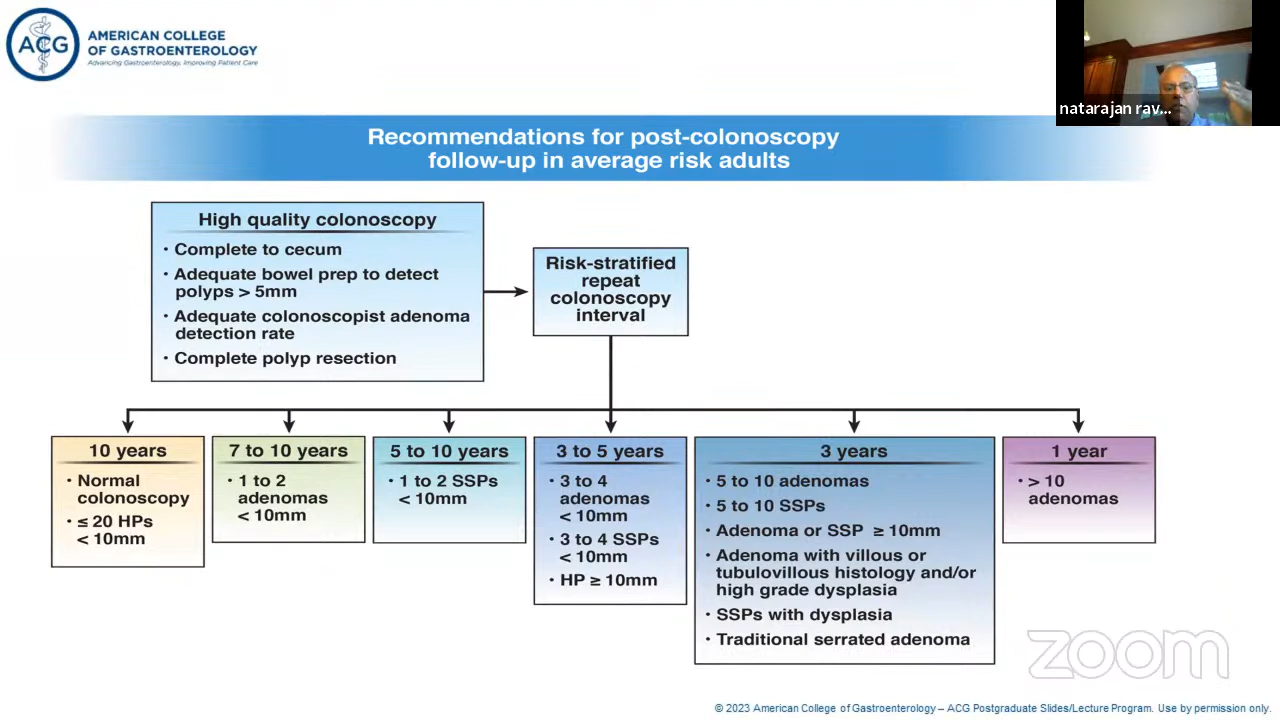 ACG
AMERICAN COLLEGE
OF GASTROENTEROLOGY
Advancing Gastroenterology, Improving Patient Care
natarajan rav...
Recommendations for post-colonoscopy
follow-up in average risk adults
High quality colonoscopy
• Complete to cecum
• Adequate bowel prep to detect
polyps > 5mm
• Adequate colonoscopist adenoma
detection rate
• Complete polyp resection
Risk-stratified
repeat
colonoscopy
interval
10 years
• Normal
colonoscopy
• ≤ 20 HPs
< 10mm
7 to 10 years
• 1 to 2
adenomas
< 10mm
5 to 10 years
• 1 to 2 SSPs
< 10mm
3 to 5 years
• 3 to 4
adenomas
< 10mm
• 3 to 4 SSPs
< 10mm
• HP ≥ 10mm
3 years
• 5 to 10 adenomas
• 5 to 10 SSPs
• Adenoma or SSP ≥ 10mm
• Adenoma with villous or
tubulovillous histology and/or
high grade dysplasia
• SSPs with dysplasia
• Traditional serrated adenoma
1 year
• > 10
adenomas
zoom
© 2023 American College of Gastroenterology – ACG Postgraduate Slides/Lecture Program. Use by permission only.